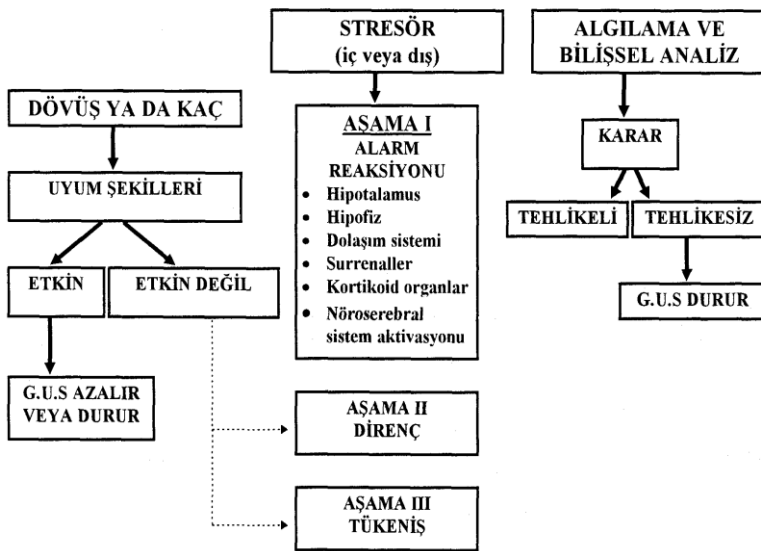 STRESÖR
(iç veya dış)
ALGILAMA VE
BİLİŞSEL ANALİZ
DÖVÜŞ YA DA KAÇ
AŞAMA I
ALARM
REAKSİYONU
• Hipotalamus
• Hipofiz
• Dolaşım sistemi
• Surrenaller
• Kortikoid organlar
• Nöroserebral
sistem aktivasyonu
KARAR
UYUM ŞEKİLLERİ
TEHLİKELİ
TEHLİKESİZ
ETKİN
ETKİN DEĞİL
G.U.S DURUR
G.U.S AZALIR
VEYA DURUR
AŞAMA II
DİRENÇ
AŞAMA III
TÜKENİŞ